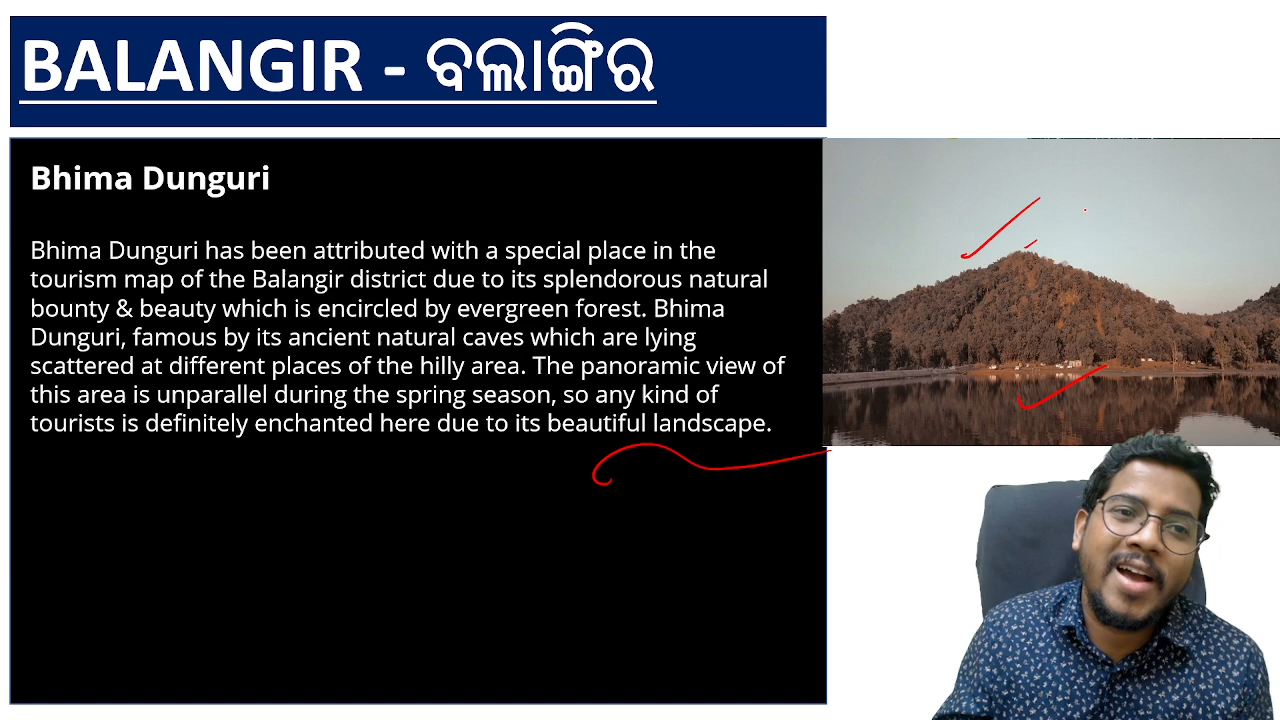 BALANGIR - ବଲାଙ୍ଗିର
Bhima Dunguri
Bhima Dunguri has been attributed with a special place in the
tourism map of the Balangir district due to its splendorous natural
bounty & beauty which is encircled by evergreen forest. Bhima
Dunguri, famous by its ancient natural caves which are lying
scattered at different places of the hilly area. The panoramic view of
this area is unparallel during the spring season, so any kind of
tourists is definitely enchanted here due to its beautiful landscape.